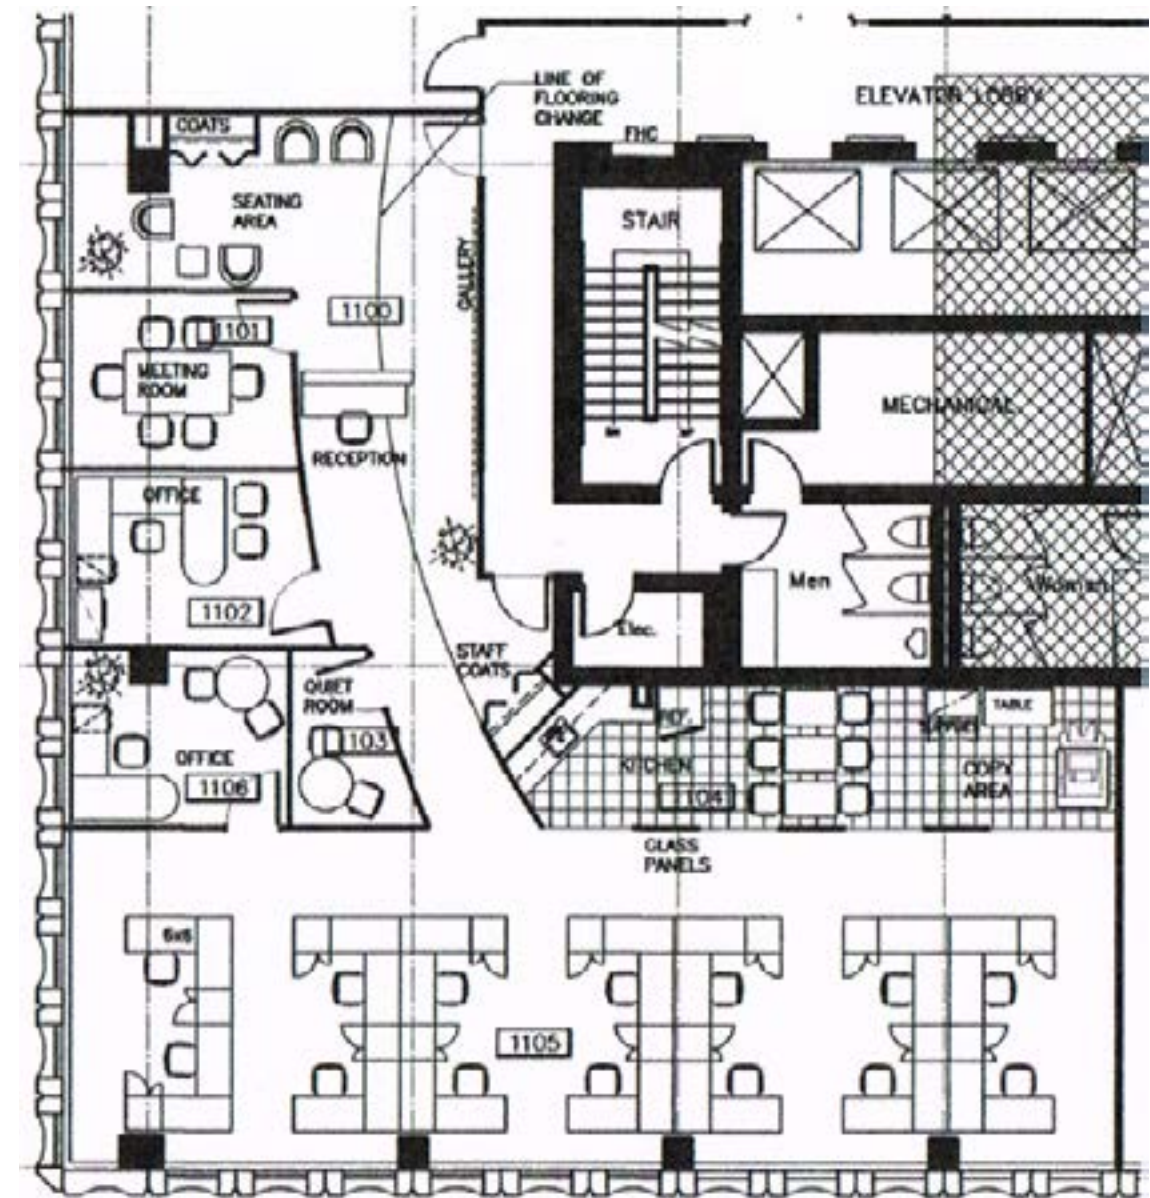 LINE OF
FLOORING
CHANGE
ELEVATOR LOBBY
COATS
FHC
SEATING
AREA
STAIR
GALLERY
1100
1101
MEETING
ROOM
MECHANICAL
RECEPTION
OFFICE
Men
Women
1102
Elec.
STAFF
COATS
QUIET
ROOM
REF.
TABLE
1103
OFFICE
KITCHEN
COPY
AREA
1106
1104
GLASS
PANELS
6x6
1105